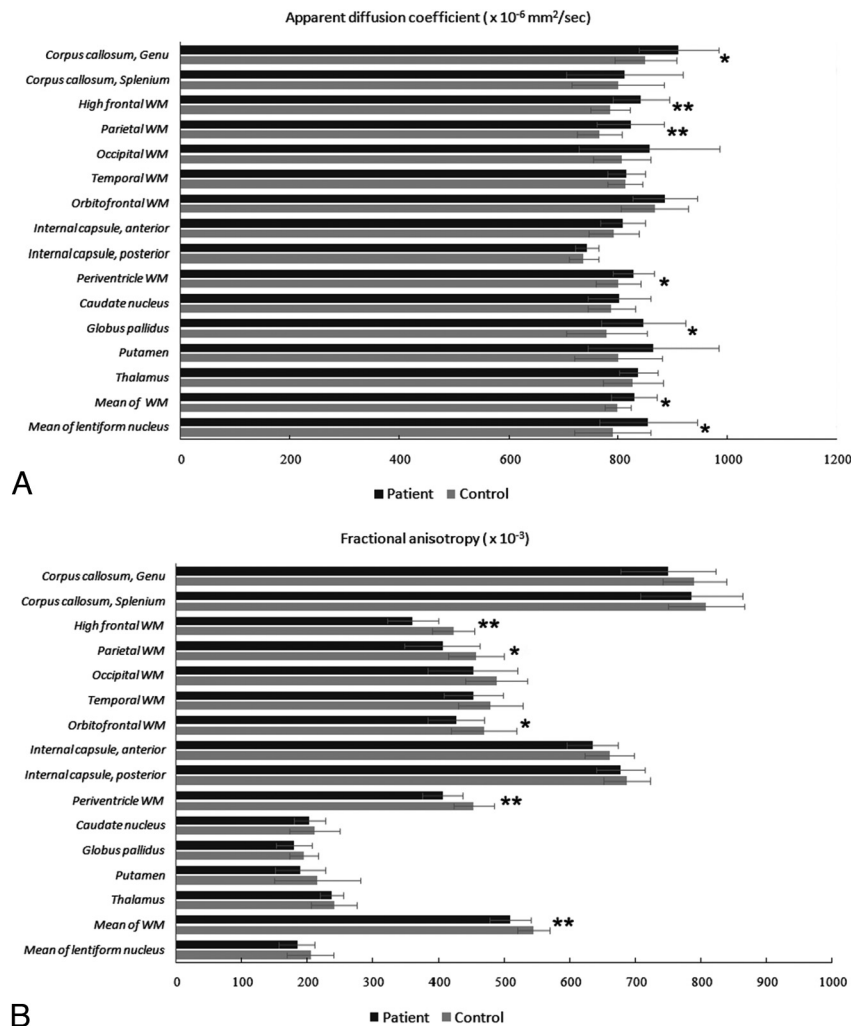 Apparent diffusion coefficient ( x 10-6 mm2/sec)
Corpus callosum, Genu
*
Corpus callosum, Splenium
High frontal WM
**
Parietal WM
**
Occipital WM
Temporal WM
Orbitofrontal WM
Internal capsule, anterior
Internal capsule, posterior
Periventricle WM
*
Caudate nucleus
Globus pallidus
*
Putamen
Thalamus
Mean of WM
*
Mean of lentiform nucleus
*
0 200 400 600 800 1000 1200
A
Patient Control
Fractional anisotropy ( x 10-3)
Corpus callosum, Genu
Corpus callosum, Splenium
High frontal WM
**
Parietal WM
*
Occipital WM
Temporal WM
Orbitofrontal WM
*
Internal capsule, anterior
Internal capsule, posterior
Periventricle WM
**
Caudate nucleus
Globus pallidus
Putamen
Thalamus
Mean of WM
**
Mean of lentiform nucleus
0 100 200 300 400 500 600 700 800 900 1000
B
Patient Control